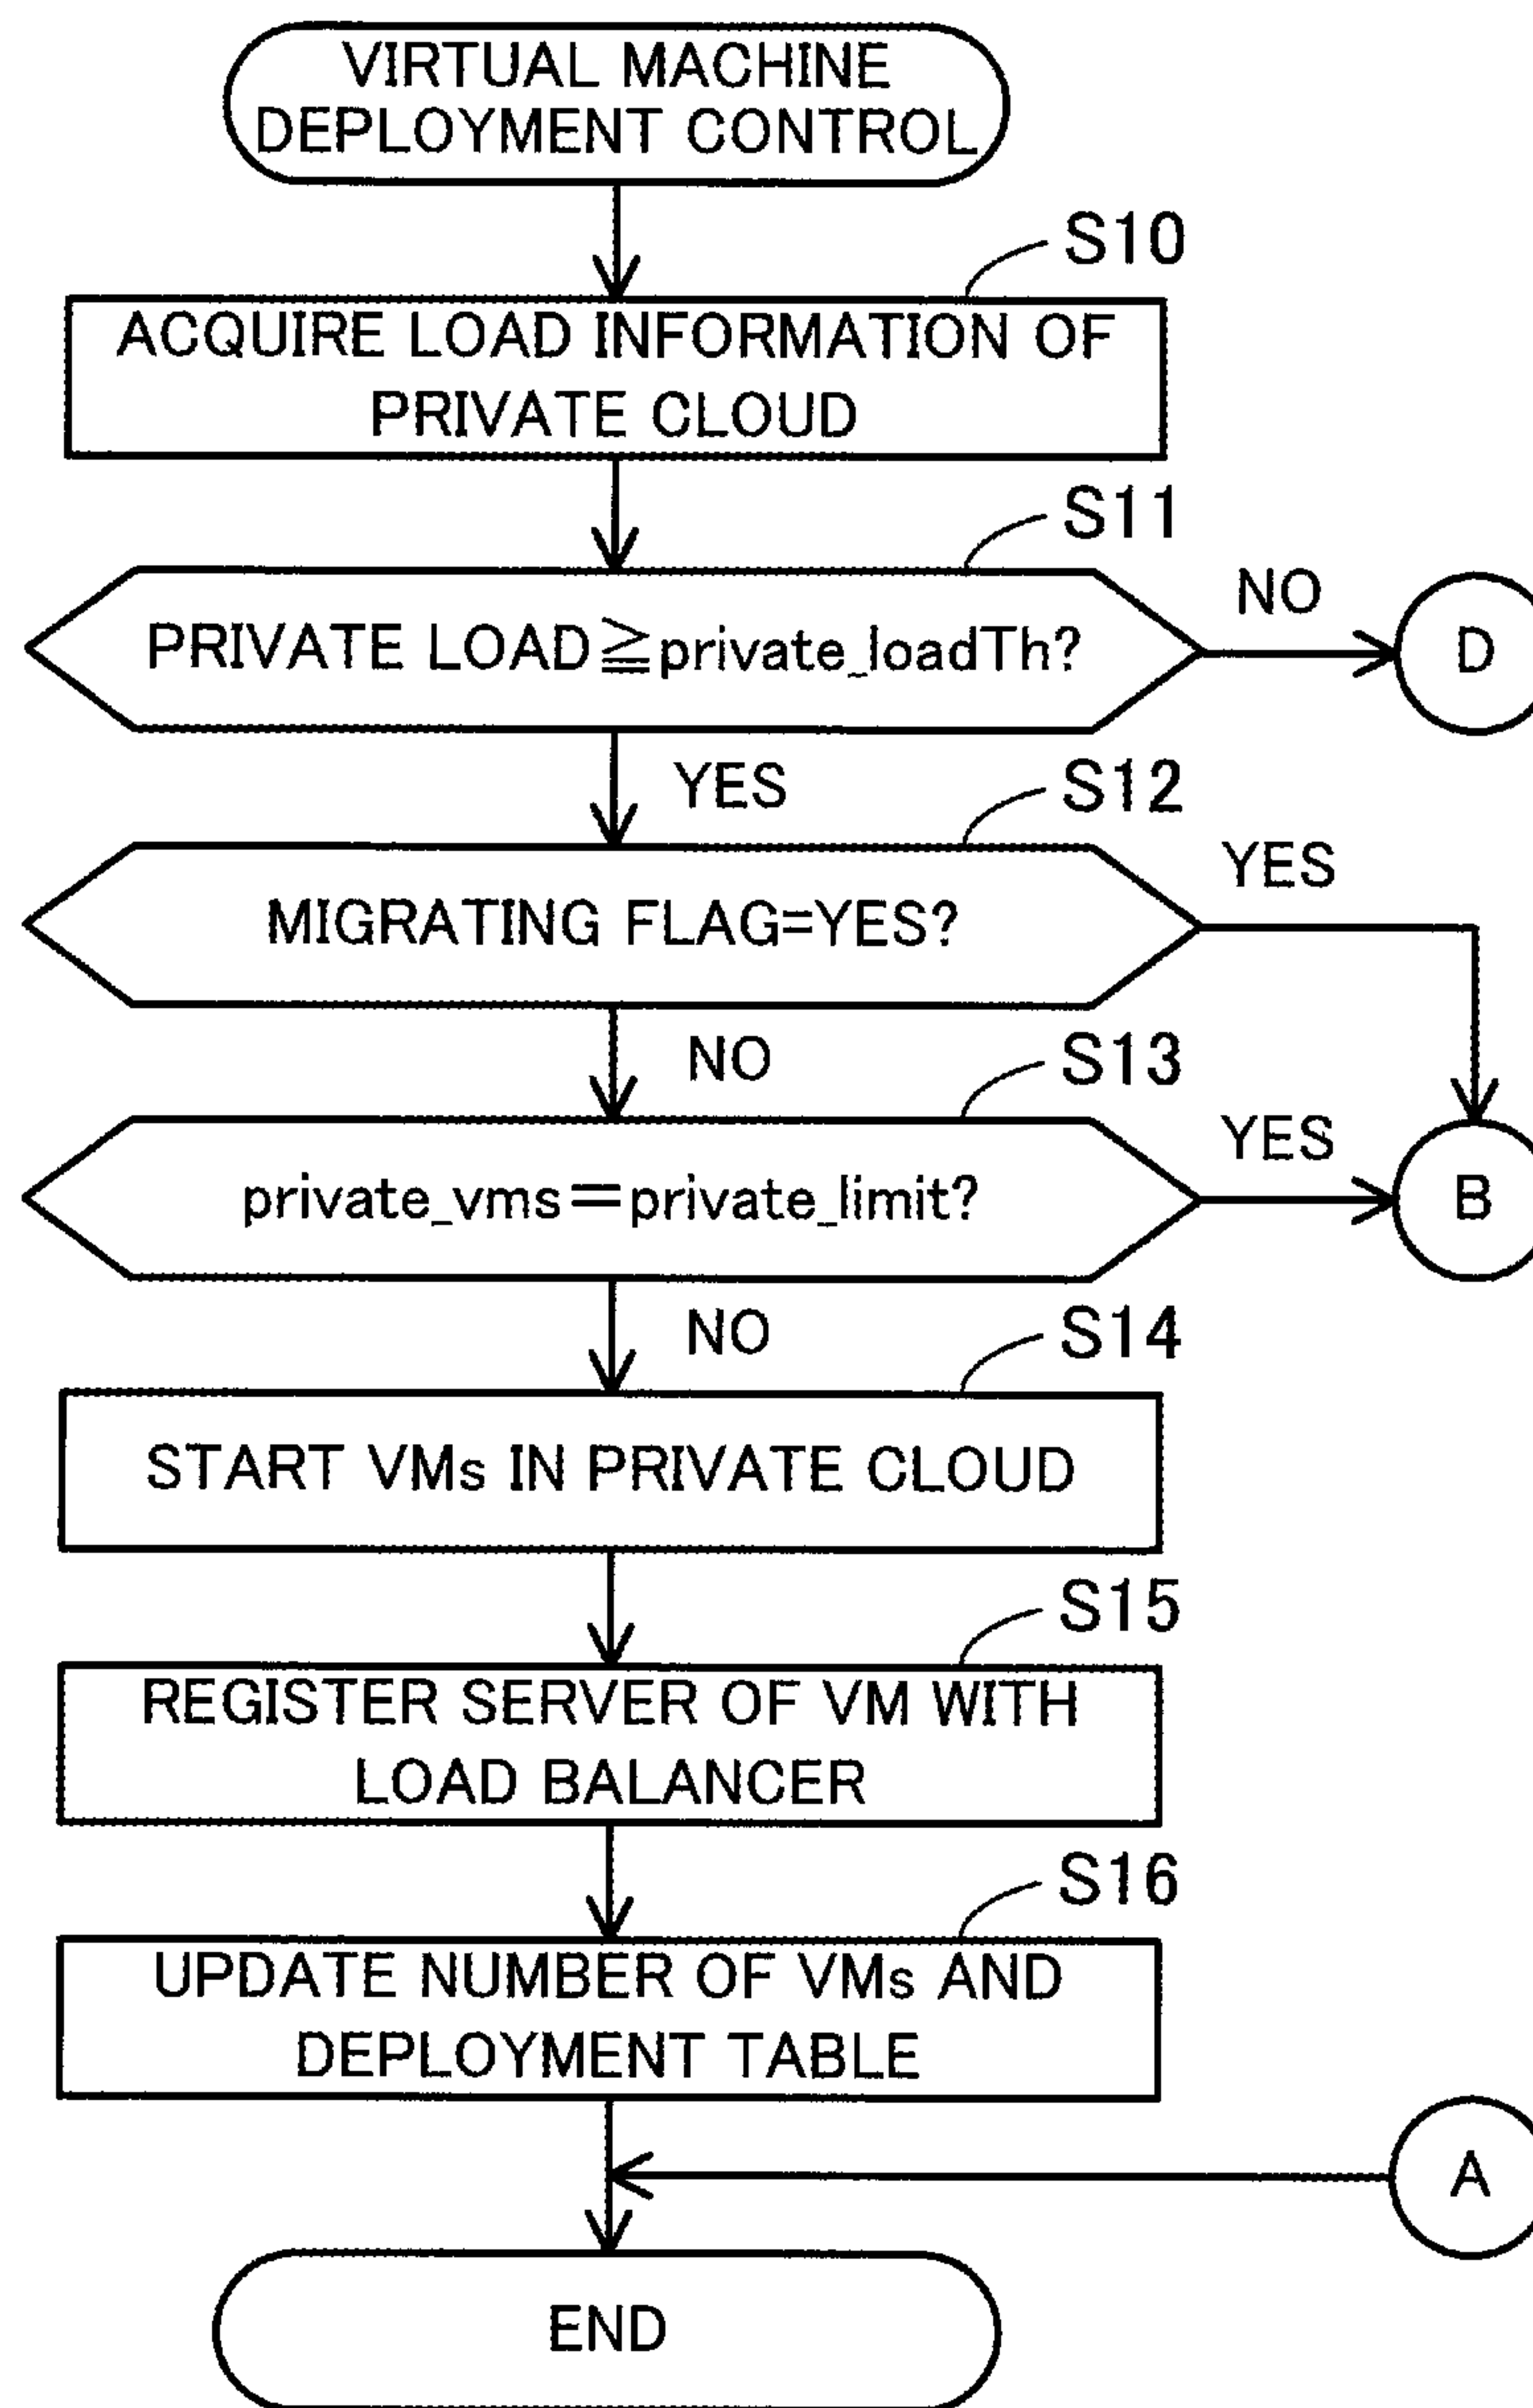 VIRTUAL MACHINE
DEPLOYMENT CONTROL
S10
ACQUIRE LOAD INFORMATION OF
PRIVATE CLOUD
S11
PRIVATE LOAD≧private_loadTh?
NO
D
YES
S12
MIGRATING FLAG=YES?
YES
NO
S13
private_vms=private_limit?
YES
B
NO
S14
START VMs IN PRIVATE CLOUD
S15
REGISTER SERVER OF VM WITH
LOAD BALANCER
S16
UPDATE NUMBER OF VMs AND
DEPLOYMENT TABLE
A
END